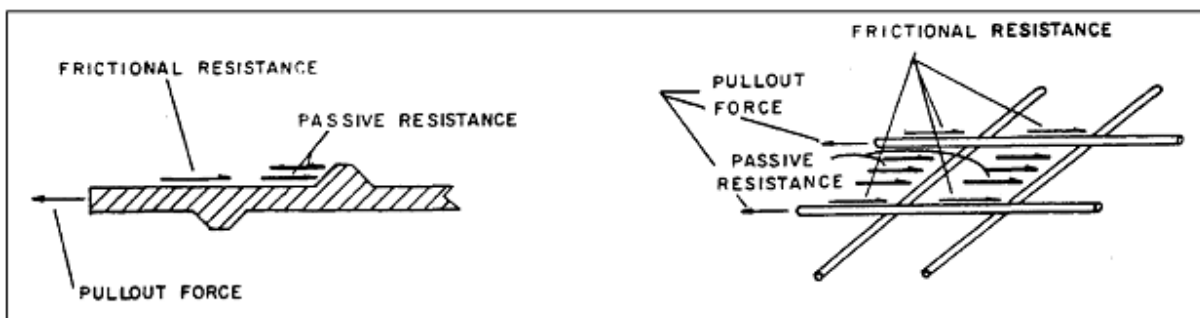 FRICTIONAL RESISTANCE
PASSIVE RESISTANCE
PULLOUT FORCE
FRICTIONAL RESISTANCE
PULLOUT
FORCE
PASSIVE
RESISTANCE